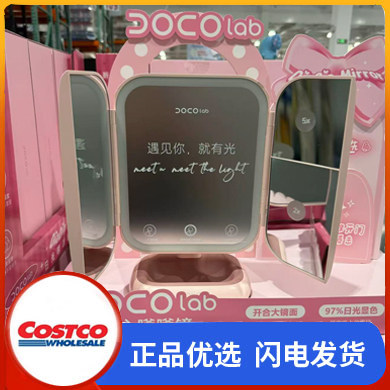 DOCO lab
Mirror
DOCO lab
5x
遇见你，就有光
meet u meet the light
2x
DOCO lab
开合大镜面
97%日光显色
COSTCO
WHOLESALE
正品优选 闪电发货